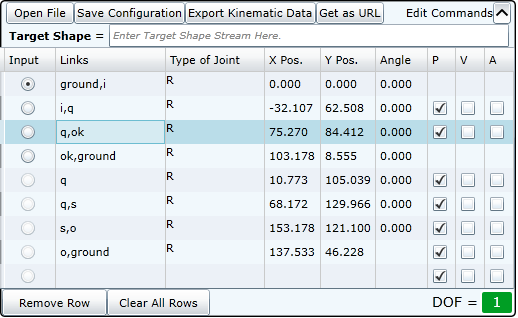 Open File Save Configuration Export Kinematic Data Get as URL Edit Commands
Target Shape = Enter Target Shape Stream Here.
Input Links Type of Joint X Pos. Y Pos. Angle P V A
ground,i R 0.000 0.000 0.000
i,q R -32.107 62.508 0.000
q,ok R 75.270 84.412 0.000
ok,ground R 103.178 8.555 0.000
q R 10.773 105.039 0.000
q,s R 68.172 129.966 0.000
s,o R 153.178 121.100 0.000
o,ground R 137.533 46.228
Remove Row Clear All Rows DOF = 1